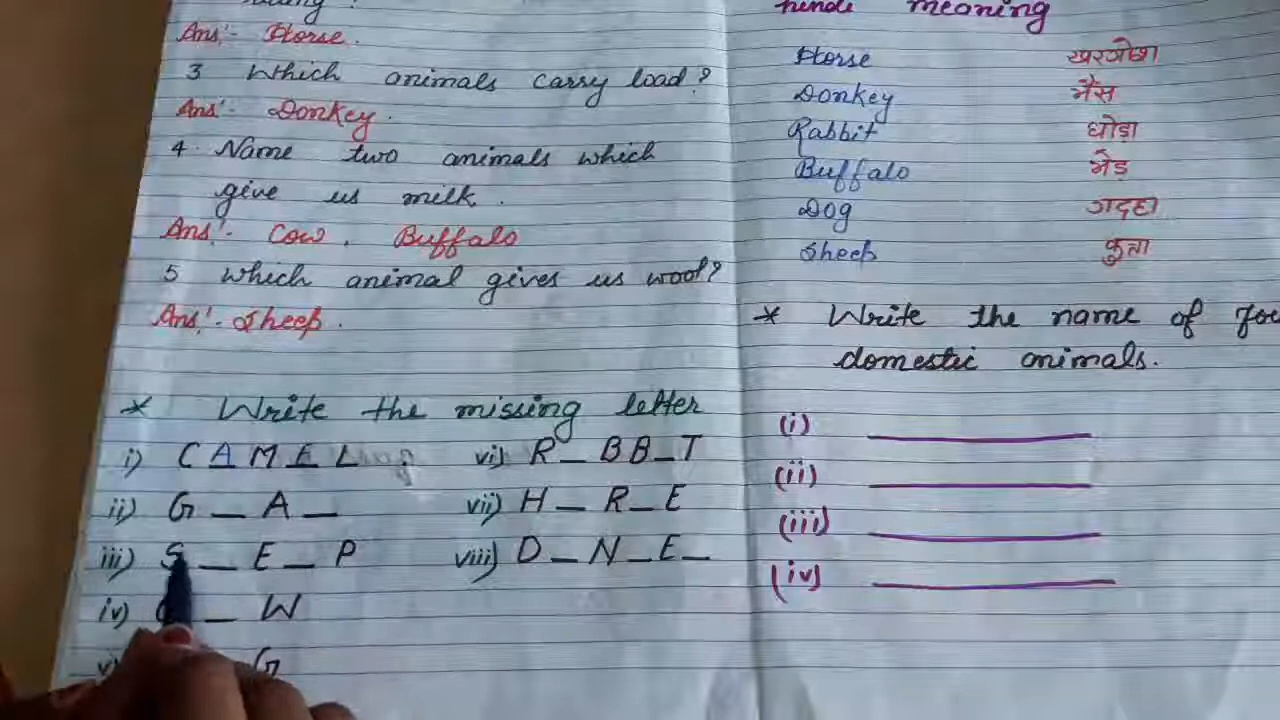 Ans:- Horse.
3 Which animals carry load?
Ans:- Donkey.
4. Name two animals which
give us milk.
Ans:- Cow. Buffalo
5 Which animal gives us wool?
Ans:- Sheep.
* Write the missing letter
i) C A M E L
ii) G _ A _
iii) S _ E _ P
iv) _ W
G
vi) R _ B B _ T
vii) H _ R _ E
viii) D _ N _ E _
hindi meaning
Horse खरगोश
Donkey भैंस
Rabbit घोड़ा
Buffalo भेड़
Dog गदहा
Sheep कुत्ता
* Write the name of
domestic animals.
(i)
(ii)
(iii)
(iv)